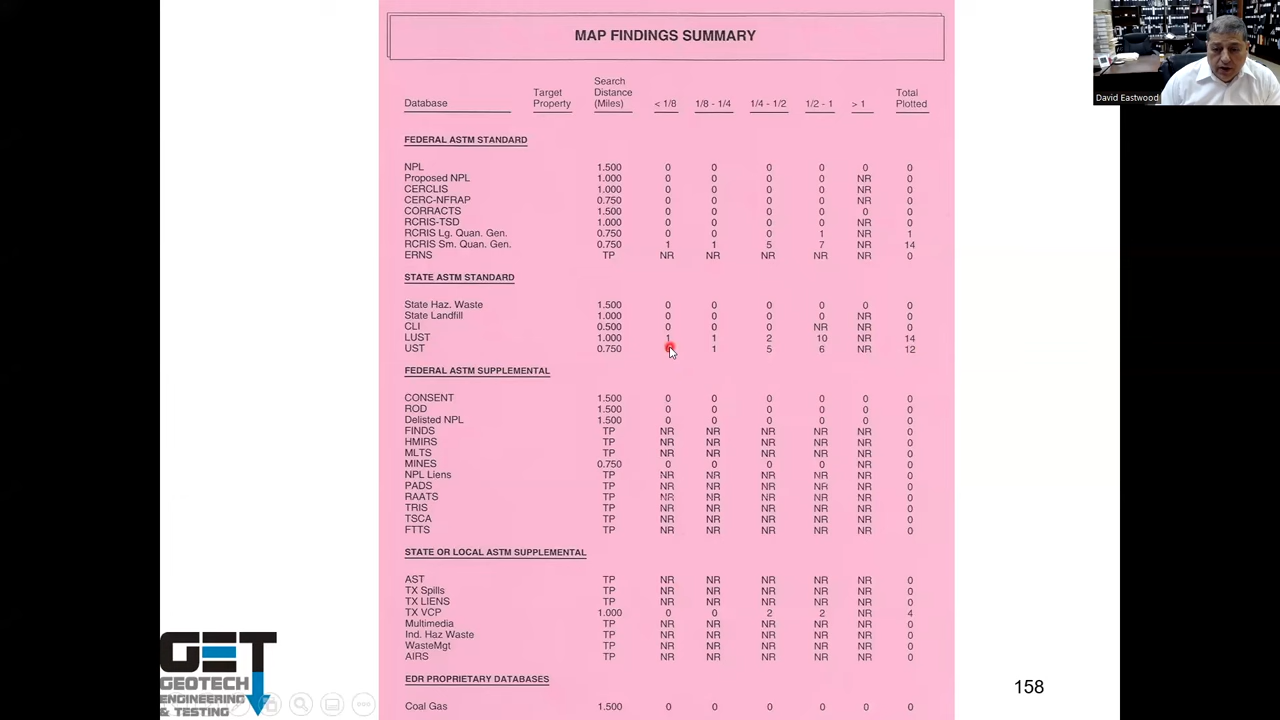 MAP FINDINGS SUMMARY
Database Target Property Search Distance (Miles) < 1/8 1/8 - 1/4 1/4 - 1/2 1/2 - 1 > 1 Total Plotted
FEDERAL ASTM STANDARD
NPL 1.500 0 0 0 0 0 0
Proposed NPL 1.000 0 0 0 0 NR 0
CERCLIS 1.000 0 0 0 0 NR 0
CERC-NFRAP 0.750 0 0 0 0 NR 0
CORRACTS 1.500 0 0 0 0 0 0
RCRIS-TSD 1.000 0 0 0 0 NR 0
RCRIS Lg. Quan. Gen. 0.750 0 0 0 1 NR 1
RCRIS Sm. Quan. Gen. 0.750 1 1 5 7 NR 14
ERNS TP NR NR NR NR NR 0
STATE ASTM STANDARD
State Haz. Waste 1.500 0 0 0 0 0 0
State Landfill 1.000 0 0 0 0 NR 0
CLI 0.500 0 0 0 NR NR 0
LUST 1.000 1 1 2 10 NR 14
UST 0.750 1 5 6 NR 12
FEDERAL ASTM SUPPLEMENTAL
CONSENT 1.500 0 0 0 0 0 0
ROD 1.500 0 0 0 0 0 0
Delisted NPL 1.500 0 0 0 0 0 0
FINDS TP NR NR NR NR NR 0
HMIRS TP NR NR NR NR NR 0
MLTS TP NR NR NR NR NR 0
MINES 0.750 0 0 0 0 NR 0
NPL Liens TP NR NR NR NR NR 0
PADS TP NR NR NR NR NR 0
RAATS TP NR NR NR NR NR 0
TRIS TP NR NR NR NR NR 0
TSCA TP NR NR NR NR NR 0
FTTS TP NR NR NR NR NR 0
STATE OR LOCAL ASTM SUPPLEMENTAL
AST TP NR NR NR NR NR 0
TX Spills TP NR NR NR NR NR 0
TX LIENS TP NR NR NR NR NR 0
TX VCP 1.000 0 0 2 2 NR 4
Multimedia TP NR NR NR NR NR 0
Ind. Haz Waste TP NR NR NR NR NR 0
WasteMgt TP NR NR NR NR NR 0
AIRS TP NR NR NR NR NR 0
EDR PROPRIETARY DATABASES
Coal Gas 1.500 0 0 0 0 0 0
David Eastwood
GET
GEOTECH
ENGINEERING
& TESTING
158